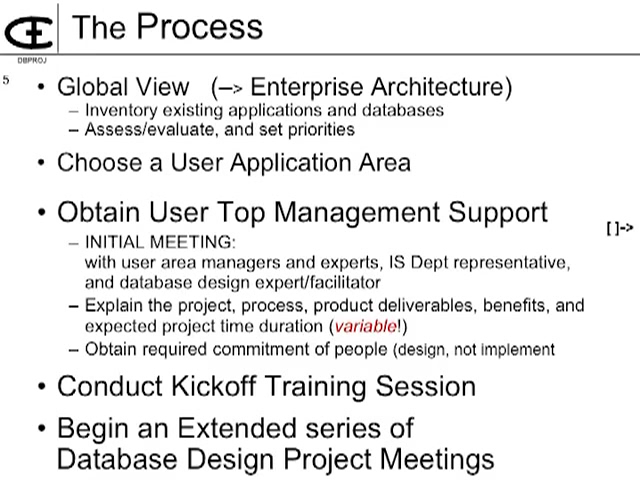 The Process
DBPROJ
5
• Global View (–> Enterprise Architecture)
– Inventory existing applications and databases
– Assess/evaluate, and set priorities
• Choose a User Application Area
• Obtain User Top Management Support
[ ]->
– INITIAL MEETING:
with user area managers and experts, IS Dept representative,
and database design expert/facilitator
– Explain the project, process, product deliverables, benefits, and
expected project time duration (variable!)
– Obtain required commitment of people (design, not implement
• Conduct Kickoff Training Session
• Begin an Extended series of
Database Design Project Meetings